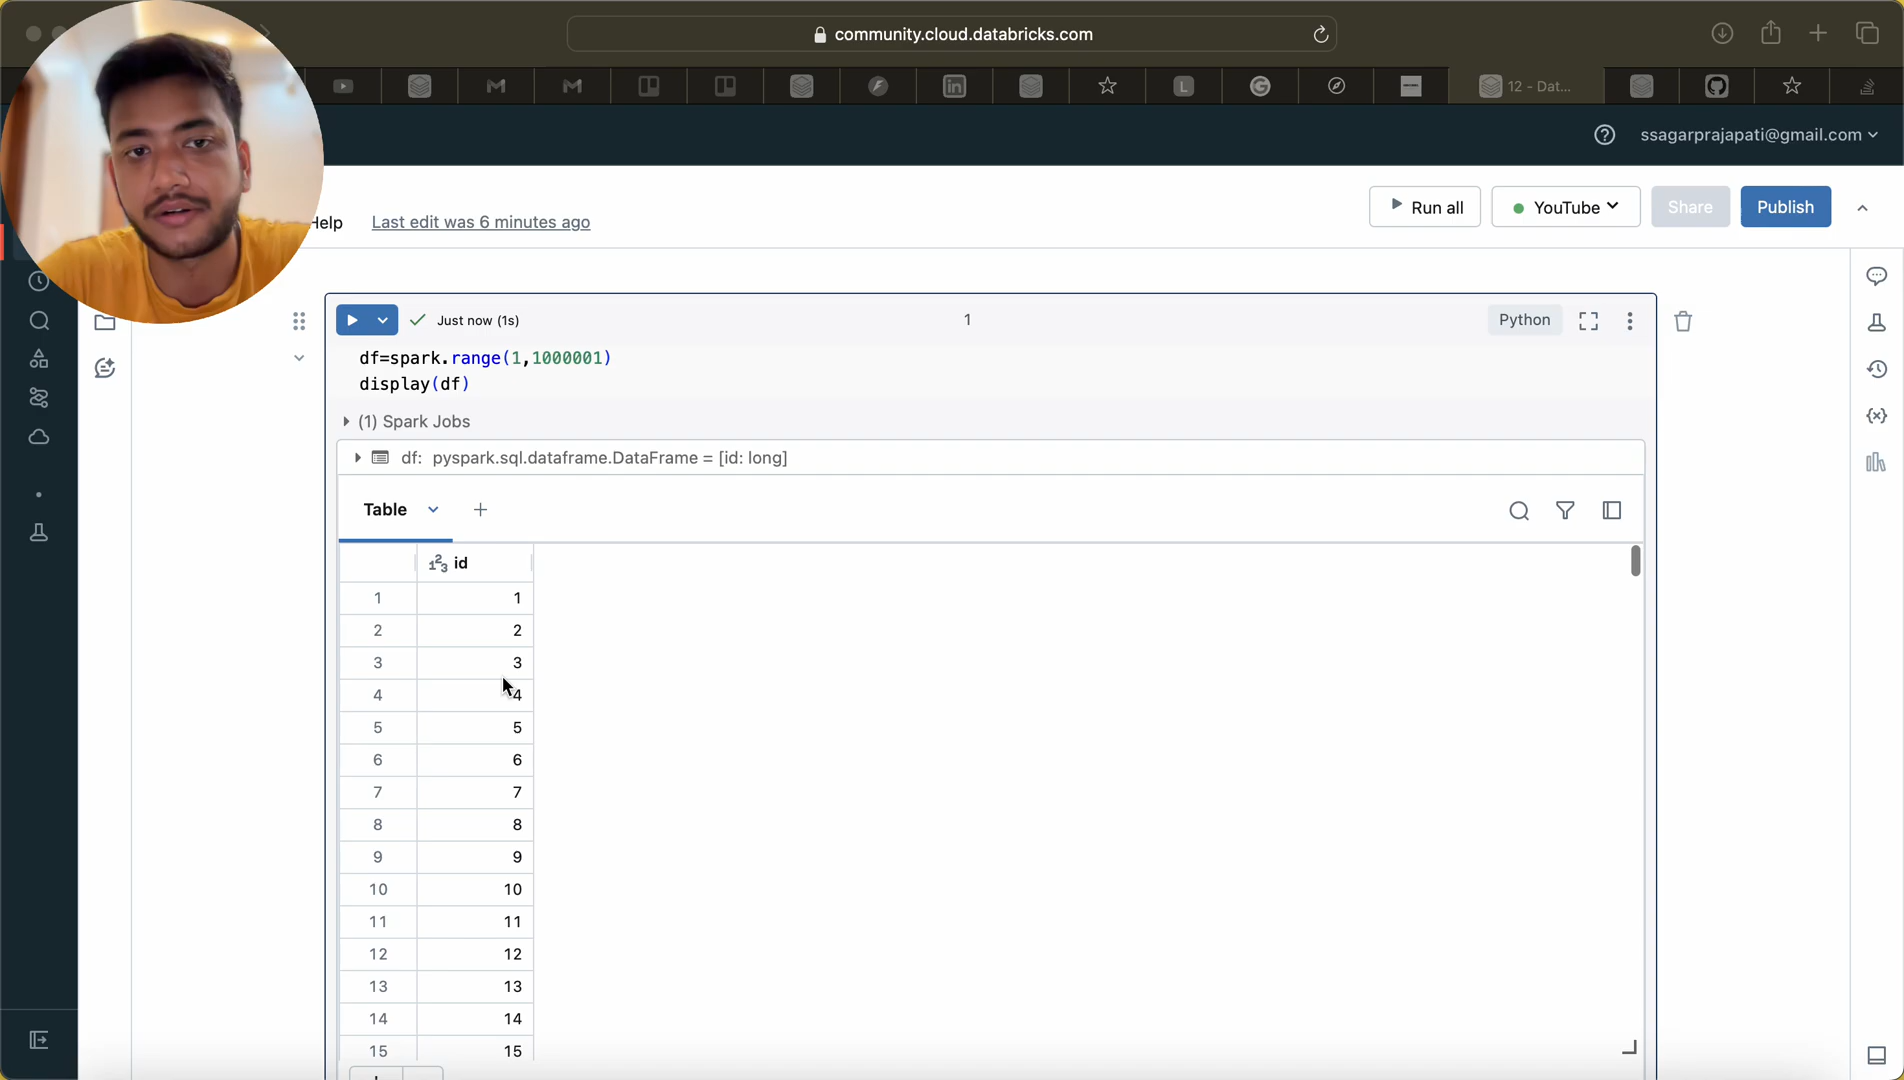 community.cloud.databricks.com
L
G
12 - Dat...
ssagarprajapati@gmail.com
Help
Last edit was 6 minutes ago
Run all
YouTube
Share
Publish
Just now (1s)
1
Python
df=spark.range(1,1000001)
display(df)
(1) Spark Jobs
df: pyspark.sql.dataframe.DataFrame = [id: long]
Table
id
1 1
2 2
3 3
4 4
5 5
6 6
7 7
8 8
9 9
10 10
11 11
12 12
13 13
14 14
15 15